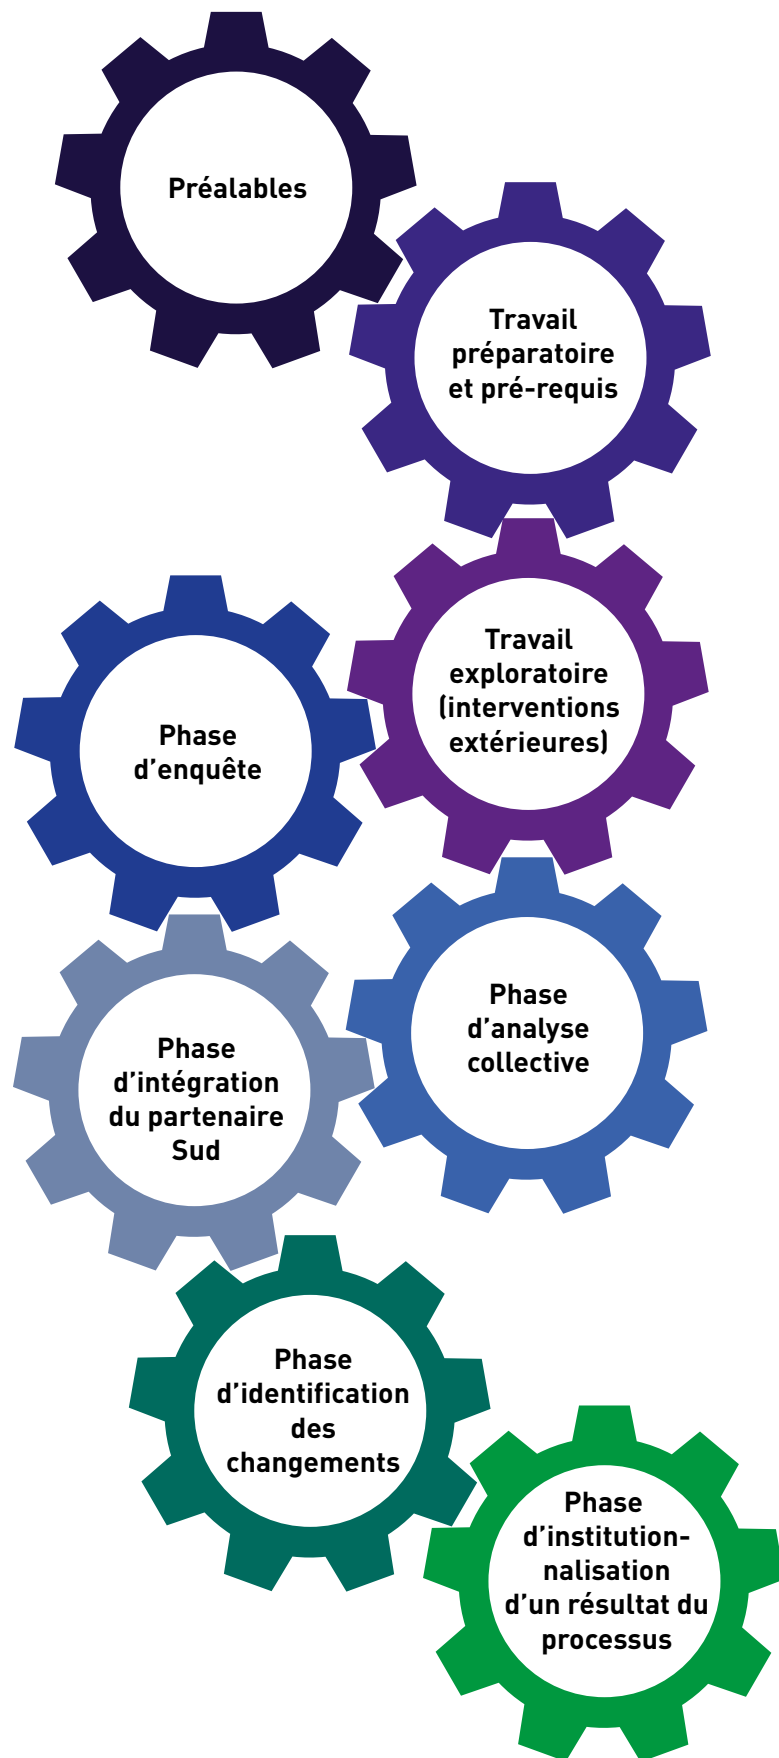 Préalables
Travail
préparatoire
et pré-requis
Travail
exploratoire
(interventions
extérieures)
Phase
d’enquête
Phase
d’analyse
collective
Phase
d’intégration
du partenaire
Sud
Phase
d’identification
des
changements
Phase
d’institution-
nalisation
d’un résultat du
processus